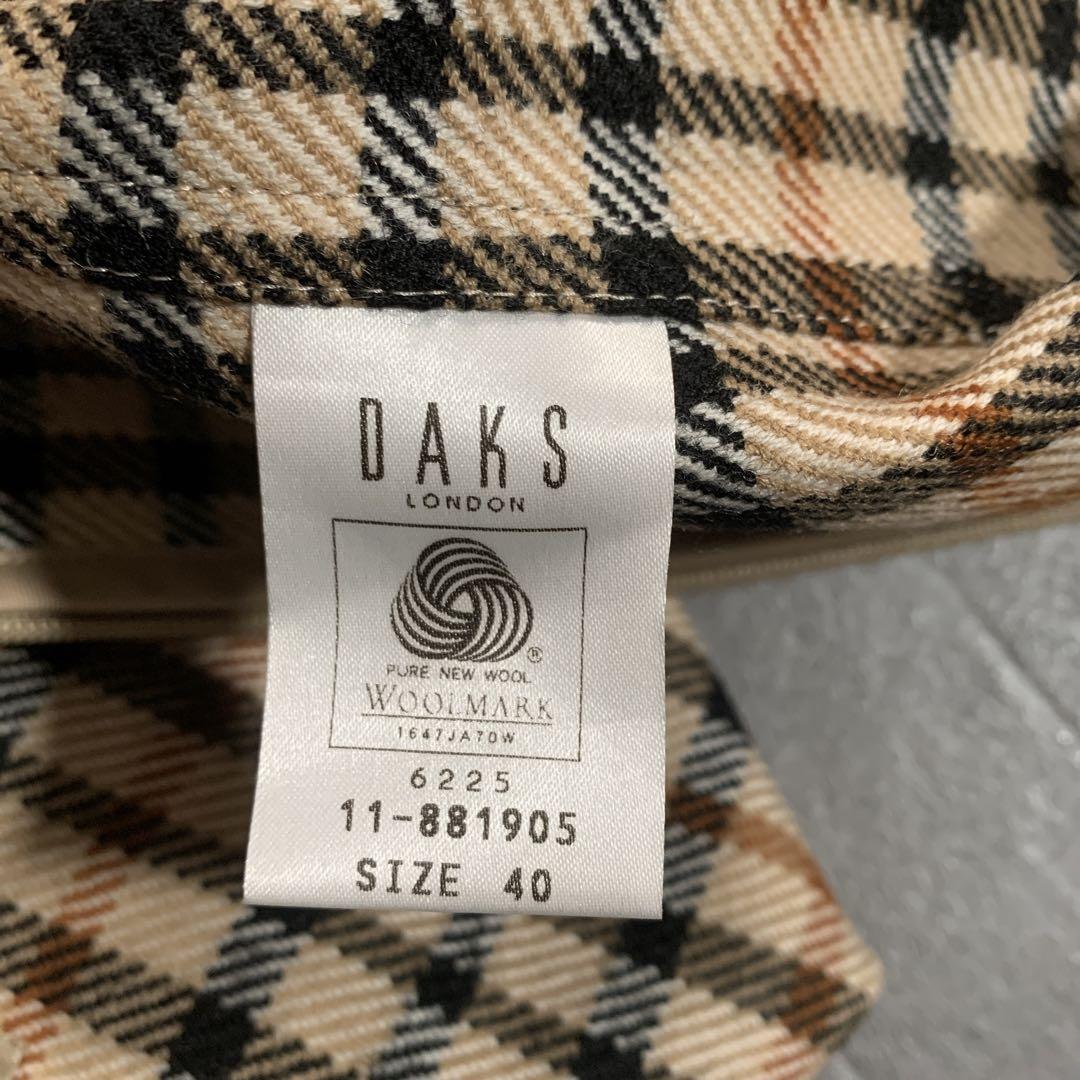 DAKS
LONDON
®
PURE NEW WOOL
WOOLMARK
1647JA70W
6225
11-881905
SIZE 40